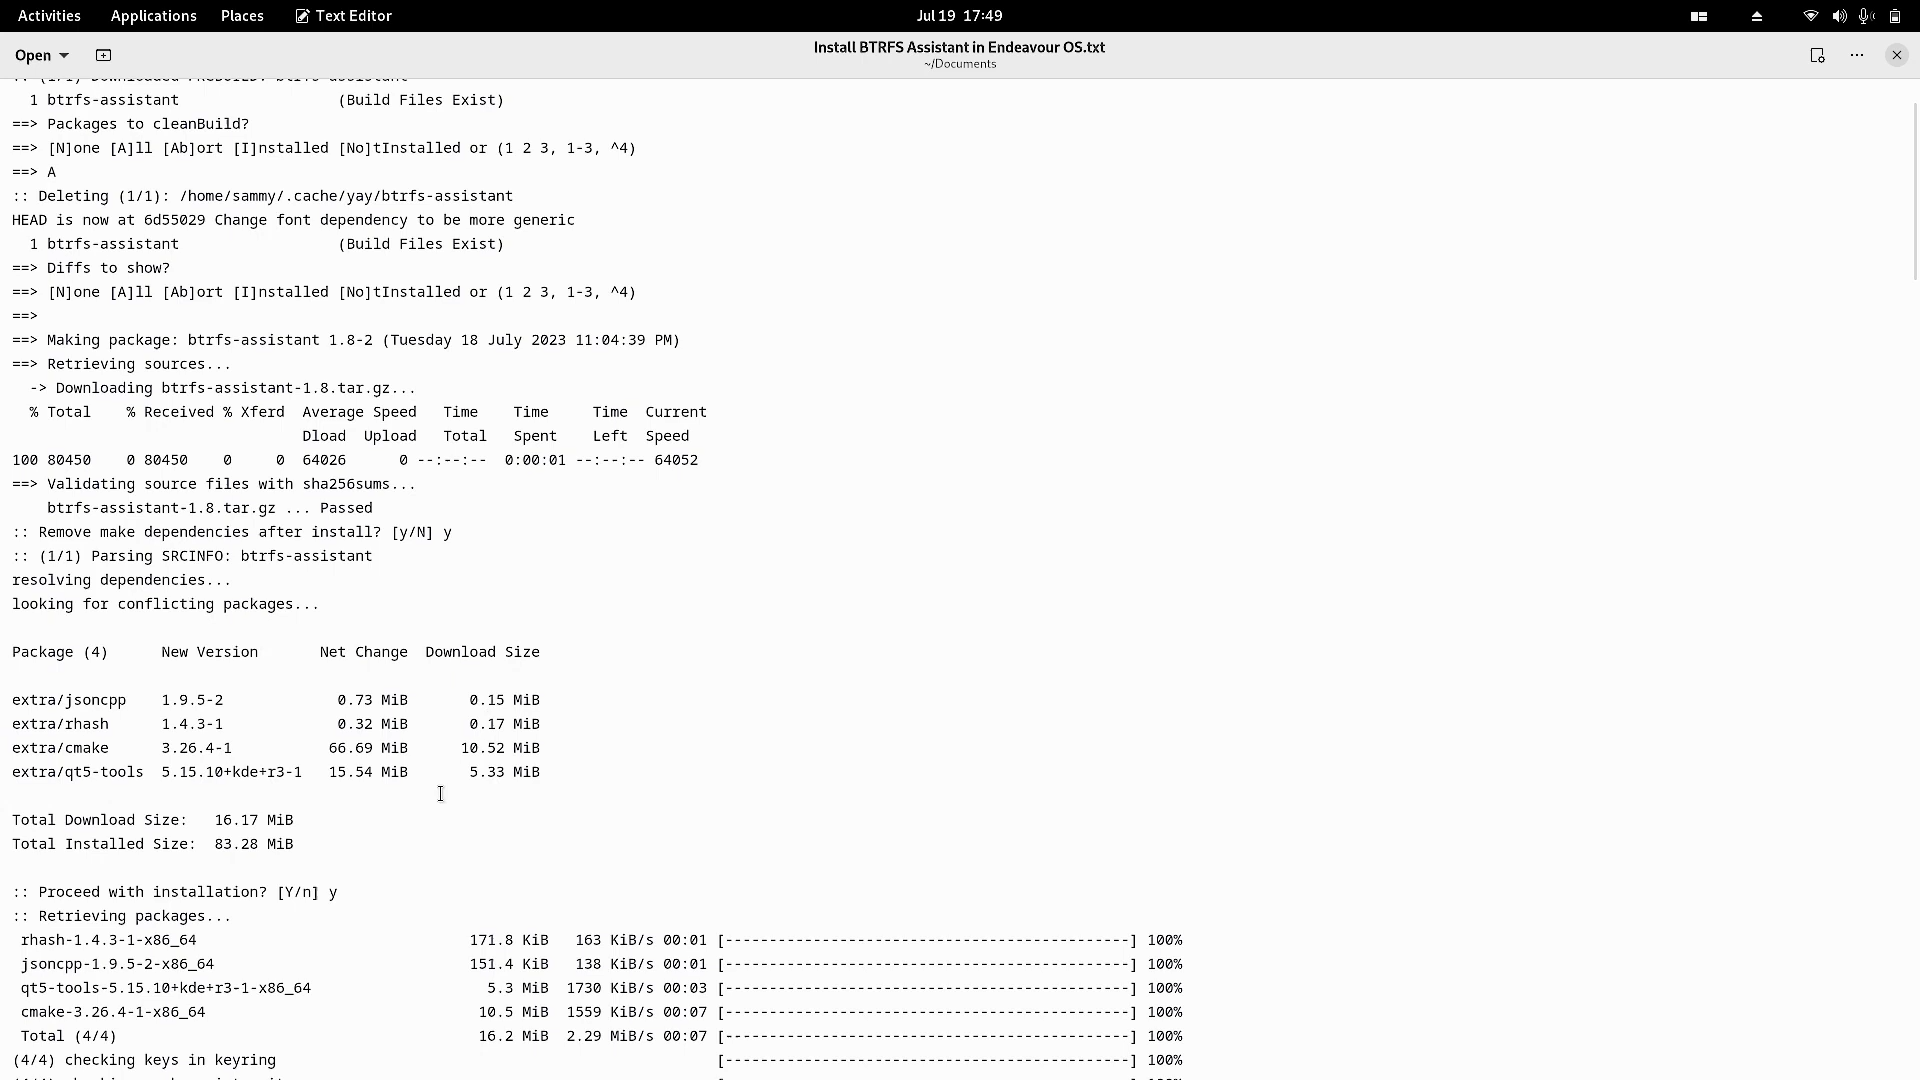 Activities Applications Places Text Editor Jul 19 17:49
Open Install BTRFS Assistant in Endeavour OS.txt
~/Documents
:: (1/1) Downloaded PKGBUILD: btrfs-assistant
1 btrfs-assistant (Build Files Exist)
==> Packages to cleanBuild?
==> [N]one [A]ll [Ab]ort [I]nstalled [No]tInstalled or (1 2 3, 1-3, ^4)
==> A
:: Deleting (1/1): /home/sammy/.cache/yay/btrfs-assistant
HEAD is now at 6d55029 Change font dependency to be more generic
1 btrfs-assistant (Build Files Exist)
==> Diffs to show?
==> [N]one [A]ll [Ab]ort [I]nstalled [No]tInstalled or (1 2 3, 1-3, ^4)
==>
==> Making package: btrfs-assistant 1.8-2 (Tuesday 18 July 2023 11:04:39 PM)
==> Retrieving sources...
-> Downloading btrfs-assistant-1.8.tar.gz...
% Total % Received % Xferd Average Speed Time Time Time Current
Dload Upload Total Spent Left Speed
100 80450 0 80450 0 0 64026 0 --:--:-- 0:00:01 --:--:-- 64052
==> Validating source files with sha256sums...
btrfs-assistant-1.8.tar.gz ... Passed
:: Remove make dependencies after install? [y/N] y
:: (1/1) Parsing SRCINFO: btrfs-assistant
resolving dependencies...
looking for conflicting packages...
Package (4) New Version Net Change Download Size
extra/jsoncpp 1.9.5-2 0.73 MiB 0.15 MiB
extra/rhash 1.4.3-1 0.32 MiB 0.17 MiB
extra/cmake 3.26.4-1 66.69 MiB 10.52 MiB
extra/qt5-tools 5.15.10+kde+r3-1 15.54 MiB 5.33 MiB
Total Download Size: 16.17 MiB
Total Installed Size: 83.28 MiB
:: Proceed with installation? [Y/n] y
:: Retrieving packages...
rhash-1.4.3-1-x86_64 171.8 KiB 163 KiB/s 00:01 [----------------------------------------------] 100%
jsoncpp-1.9.5-2-x86_64 151.4 KiB 138 KiB/s 00:01 [----------------------------------------------] 100%
qt5-tools-5.15.10+kde+r3-1-x86_64 5.3 MiB 1730 KiB/s 00:03 [----------------------------------------------] 100%
cmake-3.26.4-1-x86_64 10.5 MiB 1559 KiB/s 00:07 [----------------------------------------------] 100%
Total (4/4) 16.2 MiB 2.29 MiB/s 00:07 [----------------------------------------------] 100%
(4/4) checking keys in keyring [----------------------------------------------] 100%